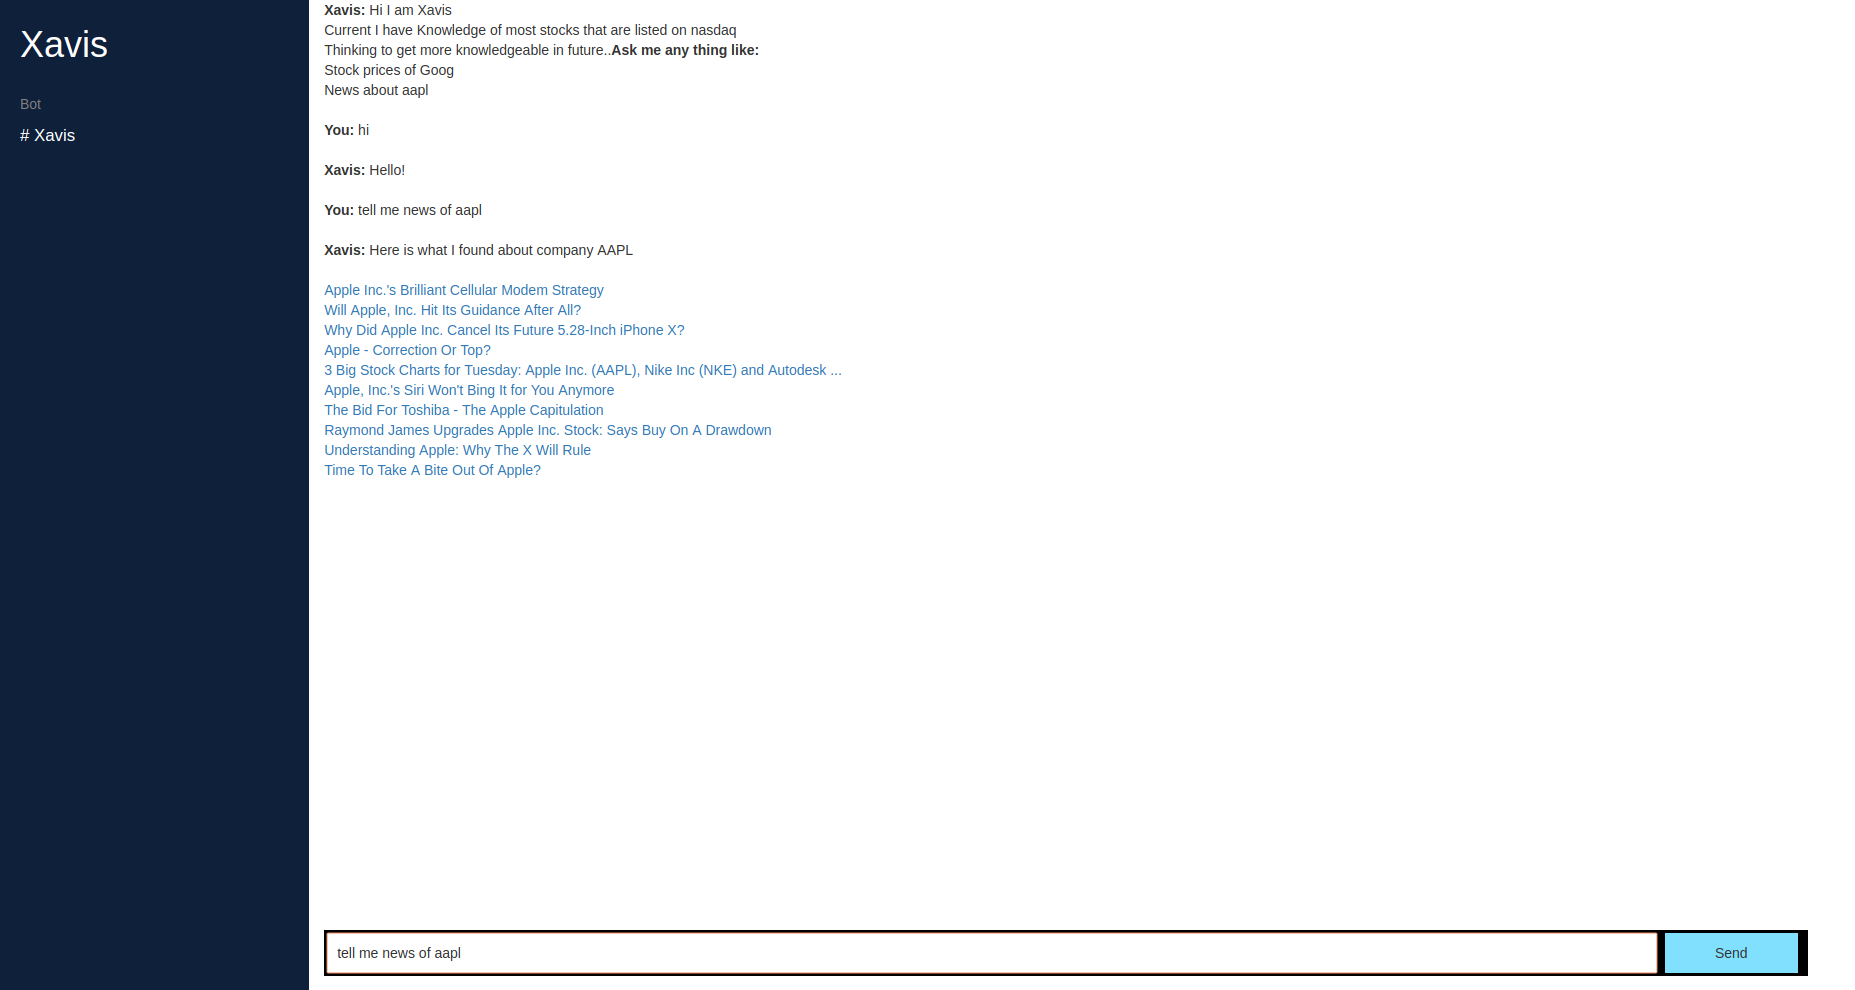 Xavis
Bot
# Xavis
Xavis: Hi I am Xavis
Current I have Knowledge of most stocks that are listed on nasdaq
Thinking to get more knowledgeable in future..Ask me any thing like:
Stock prices of Goog
News about aapl
You: hi
Xavis: Hello!
You: tell me news of aapl
Xavis: Here is what I found about company AAPL
Apple Inc.'s Brilliant Cellular Modem Strategy
Will Apple, Inc. Hit Its Guidance After All?
Why Did Apple Inc. Cancel Its Future 5.28-Inch iPhone X?
Apple - Correction Or Top?
3 Big Stock Charts for Tuesday: Apple Inc. (AAPL), Nike Inc (NKE) and Autodesk ...
Apple, Inc.'s Siri Won't Bing It for You Anymore
The Bid For Toshiba - The Apple Capitulation
Raymond James Upgrades Apple Inc. Stock: Says Buy On A Drawdown
Understanding Apple: Why The X Will Rule
Time To Take A Bite Out Of Apple?
tell me news of aapl
Send